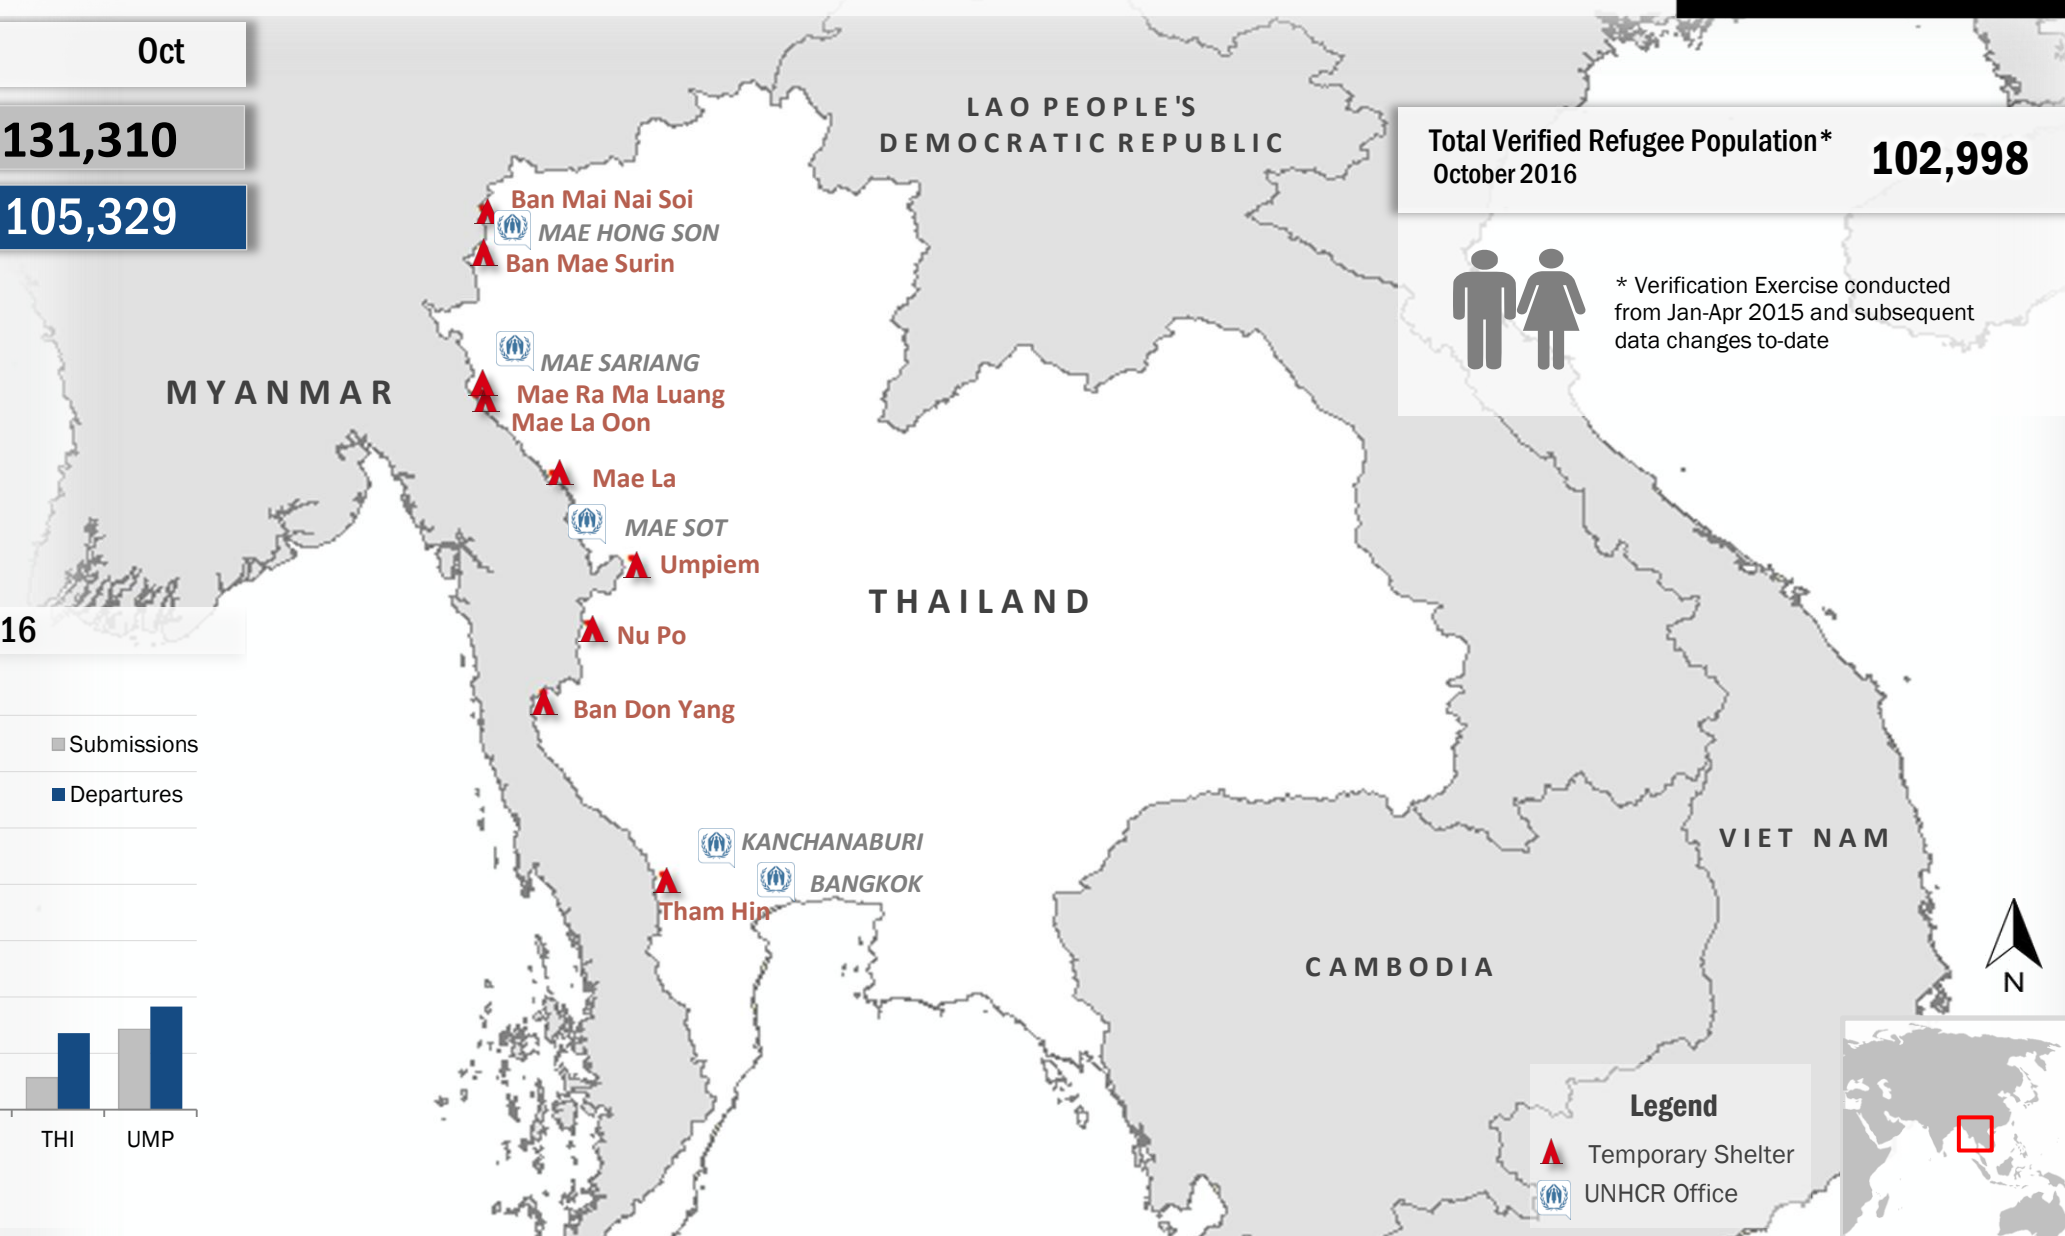 Oct
131,310
105,329
LAO PEOPLE'S
DEMOCRATIC REPUBLIC
Total Verified Refugee Population*
October 2016
102,998
* Verification Exercise conducted
from Jan-Apr 2015 and subsequent
data changes to-date
Ban Mai Nai Soi
MAE HONG SON
Ban Mae Surin
MAE SARIANG
MYANMAR
Mae Ra Ma Luang
Mae La Oon
Mae La
MAE SOT
Umpiem
THAILAND
Nu Po
16
Ban Don Yang
Submissions
Departures
KANCHANABURI
BANGKOK
Tham Hin
VIET NAM
CAMBODIA
N
THI
UMP
Legend
Temporary Shelter
UNHCR Office